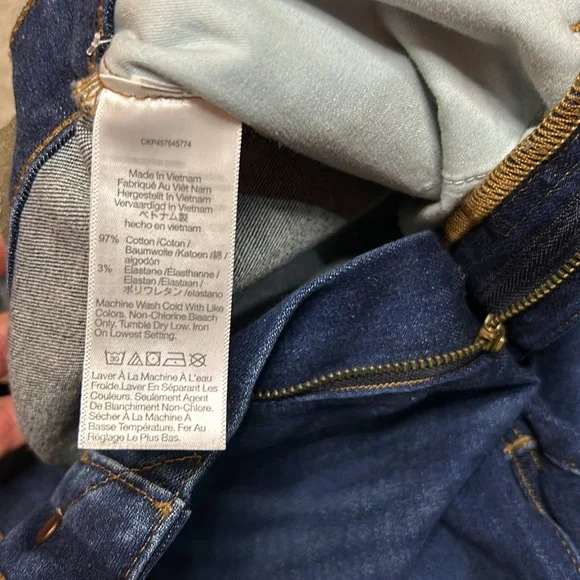 CKP457645774
Made In Vietnam
Fabriqué Au Viêt Nam
Hergestellt In Vietnam
Vervaardigd In Vietnam
ベトナム製
hecho en vietnam
97% Cotton /Coton /
Baumwolle /Katoen /綿 /
algodón
3% Elastane /Élasthanne /
Elastan /Elastaan /
ポリウレタン /elastano
Machine Wash Cold With Like
Colors. Non-Chlorine Bleach
Only. Tumble Dry Low. Iron
On Lowest Setting.
Laver À La Machine À L'eau
Froide.Laver En Séparant Les
Couleurs. Seulement Agent
De Blanchiment Non-Chlore.
Sécher À La Machine À
Basse Température. Fer Au
Réglage Le Plus Bas.